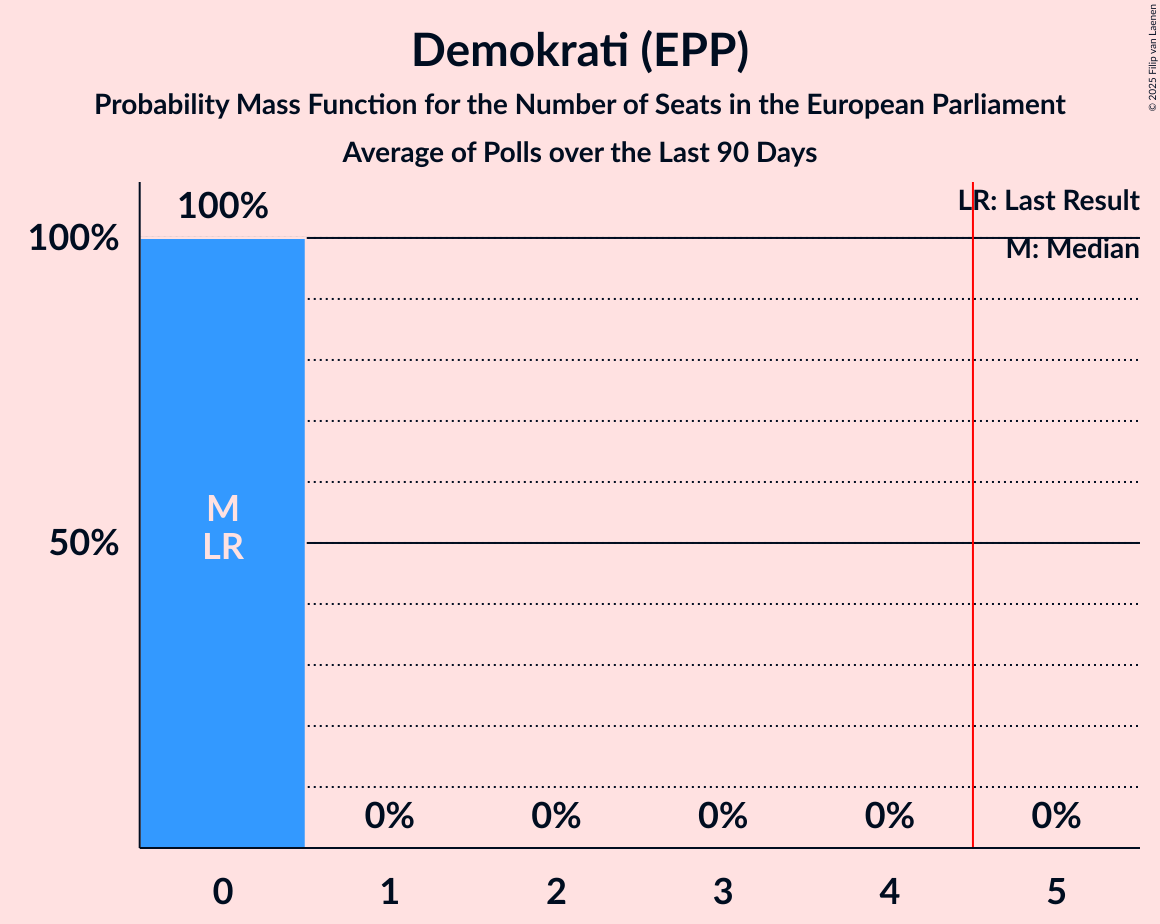 Demokrati (EPP)
Probability Mass Function for the Number of Seats in the European Parliament
Average of Polls over the Last 90 Days
© 2025 Filip van Laenen
LR: Last Result
M: Median
100%
100%
50%
M
LR
0%
0%
0%
0%
0%
0
1
2
3
4
5